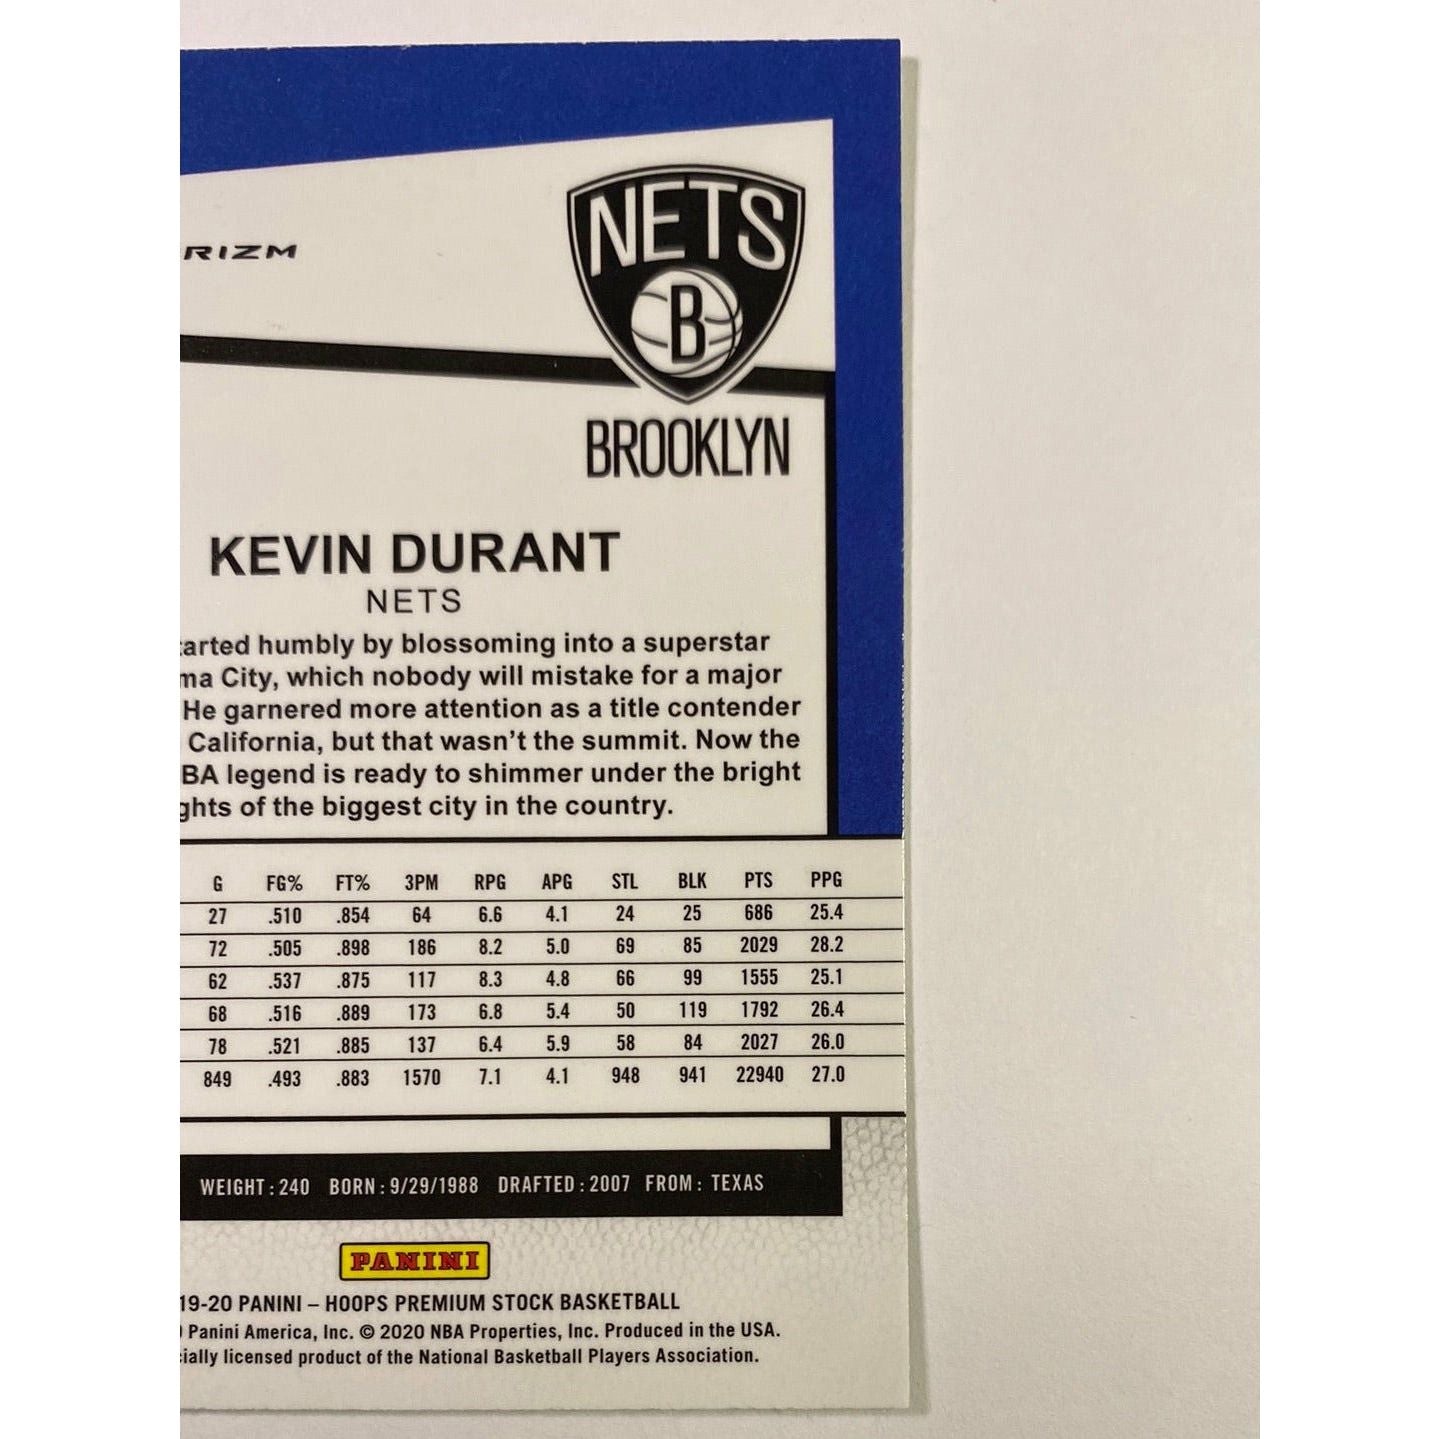 NETS
B
RIZM
BROOKLYN
KEVIN DURANT
NETS
arted humbly by blossoming into a superstar
ma City, which nobody will mistake for a major
He garnered more attention as a title contender
California, but that wasn't the summit. Now the
BA legend is ready to shimmer under the bright
ghts of the biggest city in the country.
G FG% FT% 3PM RPG APG STL BLK PTS PPG
27 .510 .854 64 6.6 4.1 24 25 686 25.4
72 .505 .898 186 8.2 5.0 69 85 2029 28.2
62 .537 .875 117 8.3 4.8 66 99 1555 25.1
68 .516 .889 173 6.8 5.4 50 119 1792 26.4
78 .521 .885 137 6.4 5.9 58 84 2027 26.0
849 .493 .883 1570 7.1 4.1 948 941 22940 27.0
WEIGHT: 240 BORN: 9/29/1988 DRAFTED: 2007 FROM: TEXAS
PANINI
19-20 PANINI – HOOPS PREMIUM STOCK BASKETBALL
Panini America, Inc. © 2020 NBA Properties, Inc. Produced in the USA.
ially licensed product of the National Basketball Players Association.